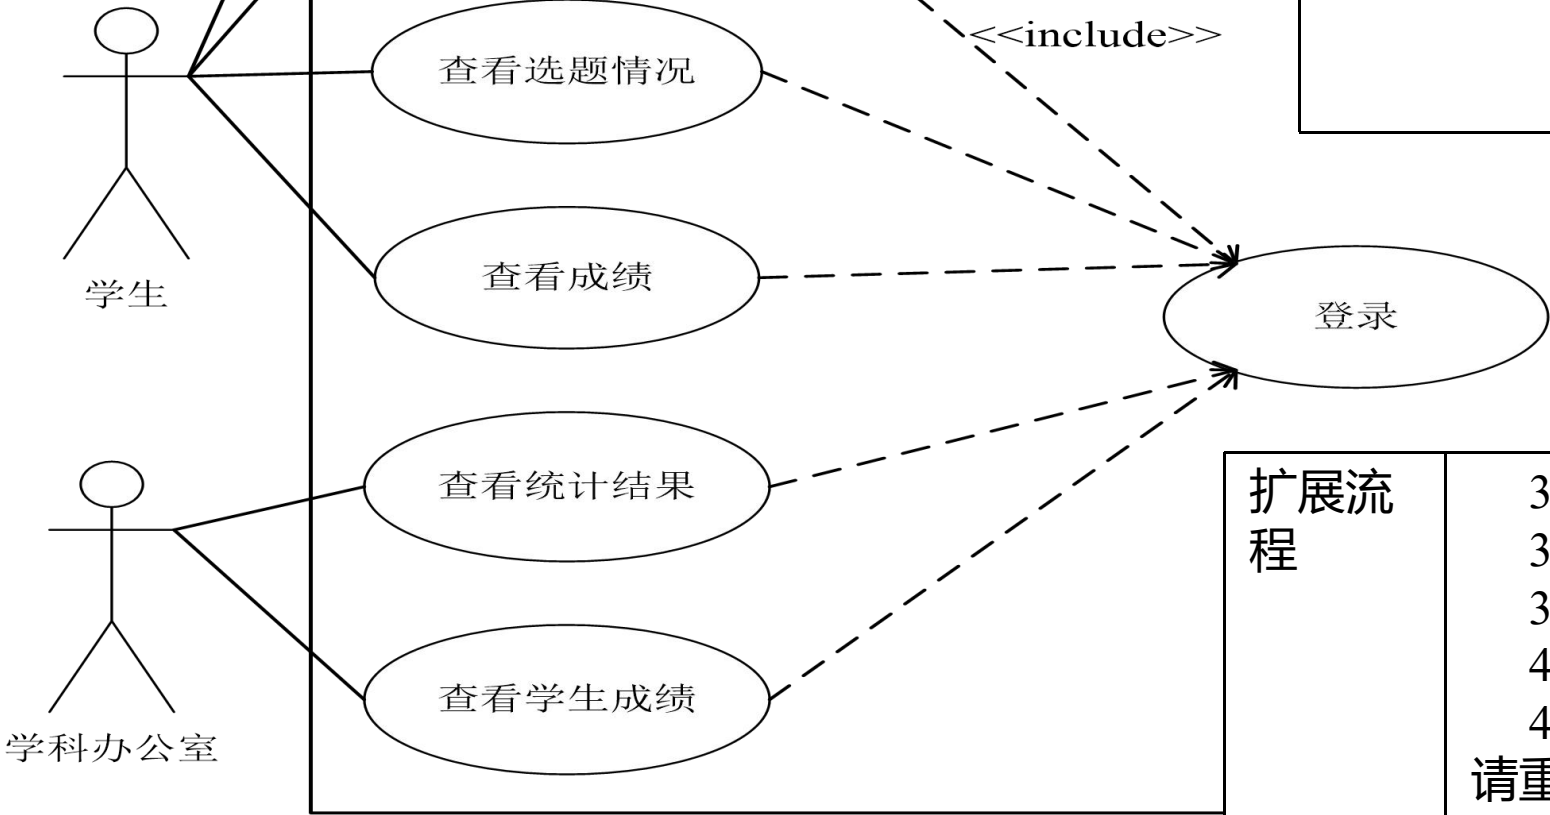 <<include>>
查看选题情况
学生
查看成绩
登录
查看统计结果
学科办公室
查看学生成绩
扩展流
程
3
3
3
4
4
请重